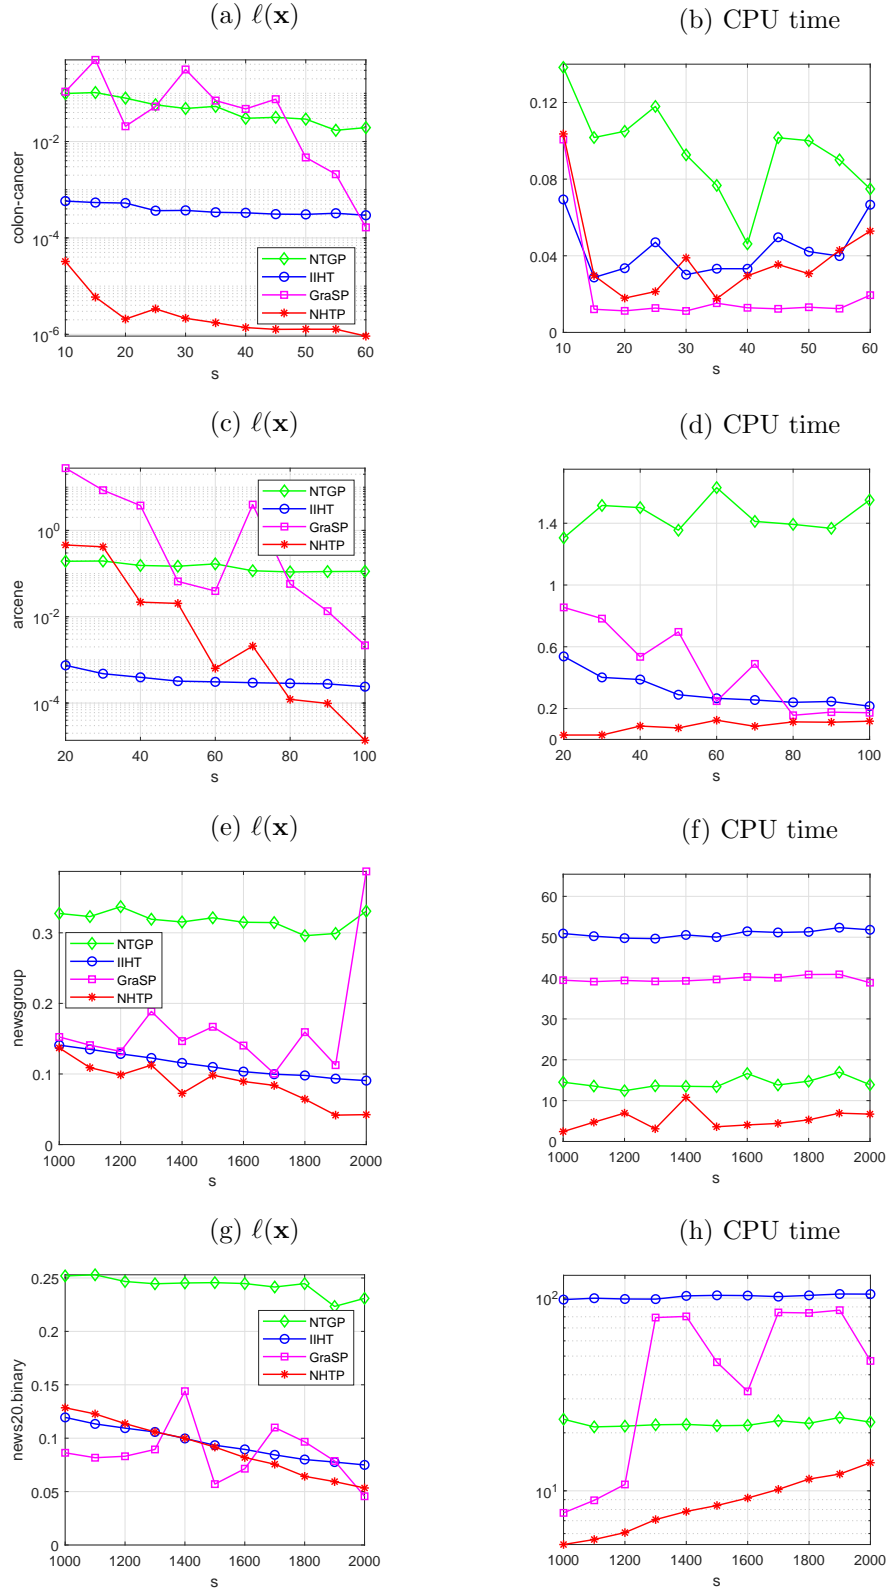 (a) ℓ(x)
(b) CPU time
colon-cancer
10^-2
10^-4
10^-6
NTGP
IIHT
GraSP
NHTP
10 20 30 40 50 60
s
0.12
0.08
0.04
0
10 20 30 40 50 60
s
(c) ℓ(x)
(d) CPU time
arcene
10^0
10^-2
10^-4
NTGP
IIHT
GraSP
NHTP
20 40 60 80 100
s
1.4
1
0.6
0.2
0
20 40 60 80 100
s
(e) ℓ(x)
(f) CPU time
newsgroup
0.3
0.2
0.1
0
NTGP
IIHT
GraSP
NHTP
1000 1200 1400 1600 1800 2000
s
60
50
40
30
20
10
0
1000 1200 1400 1600 1800 2000
s
(g) ℓ(x)
(h) CPU time
news20.binary
0.25
0.2
0.15
0.1
0.05
0
NTGP
IIHT
GraSP
NHTP
1000 1200 1400 1600 1800 2000
s
10^2
10^1
1000 1200 1400 1600 1800 2000
s